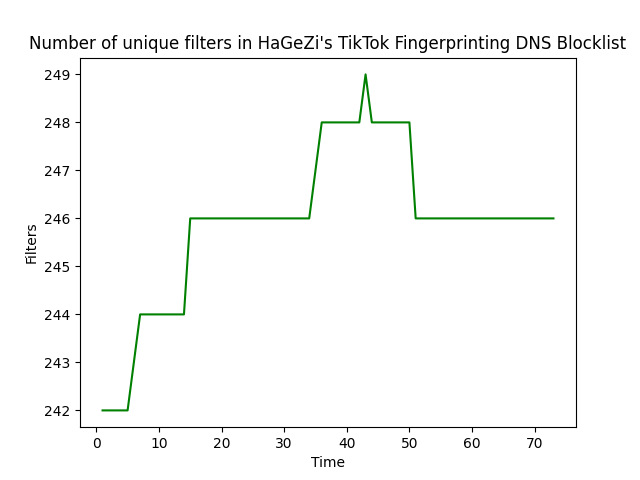 Number of unique filters in HaGeZi's TikTok Fingerprinting DNS Blocklist
249
248
247
246
245
244
243
242
Filters
0 10 20 30 40 50 60 70
Time